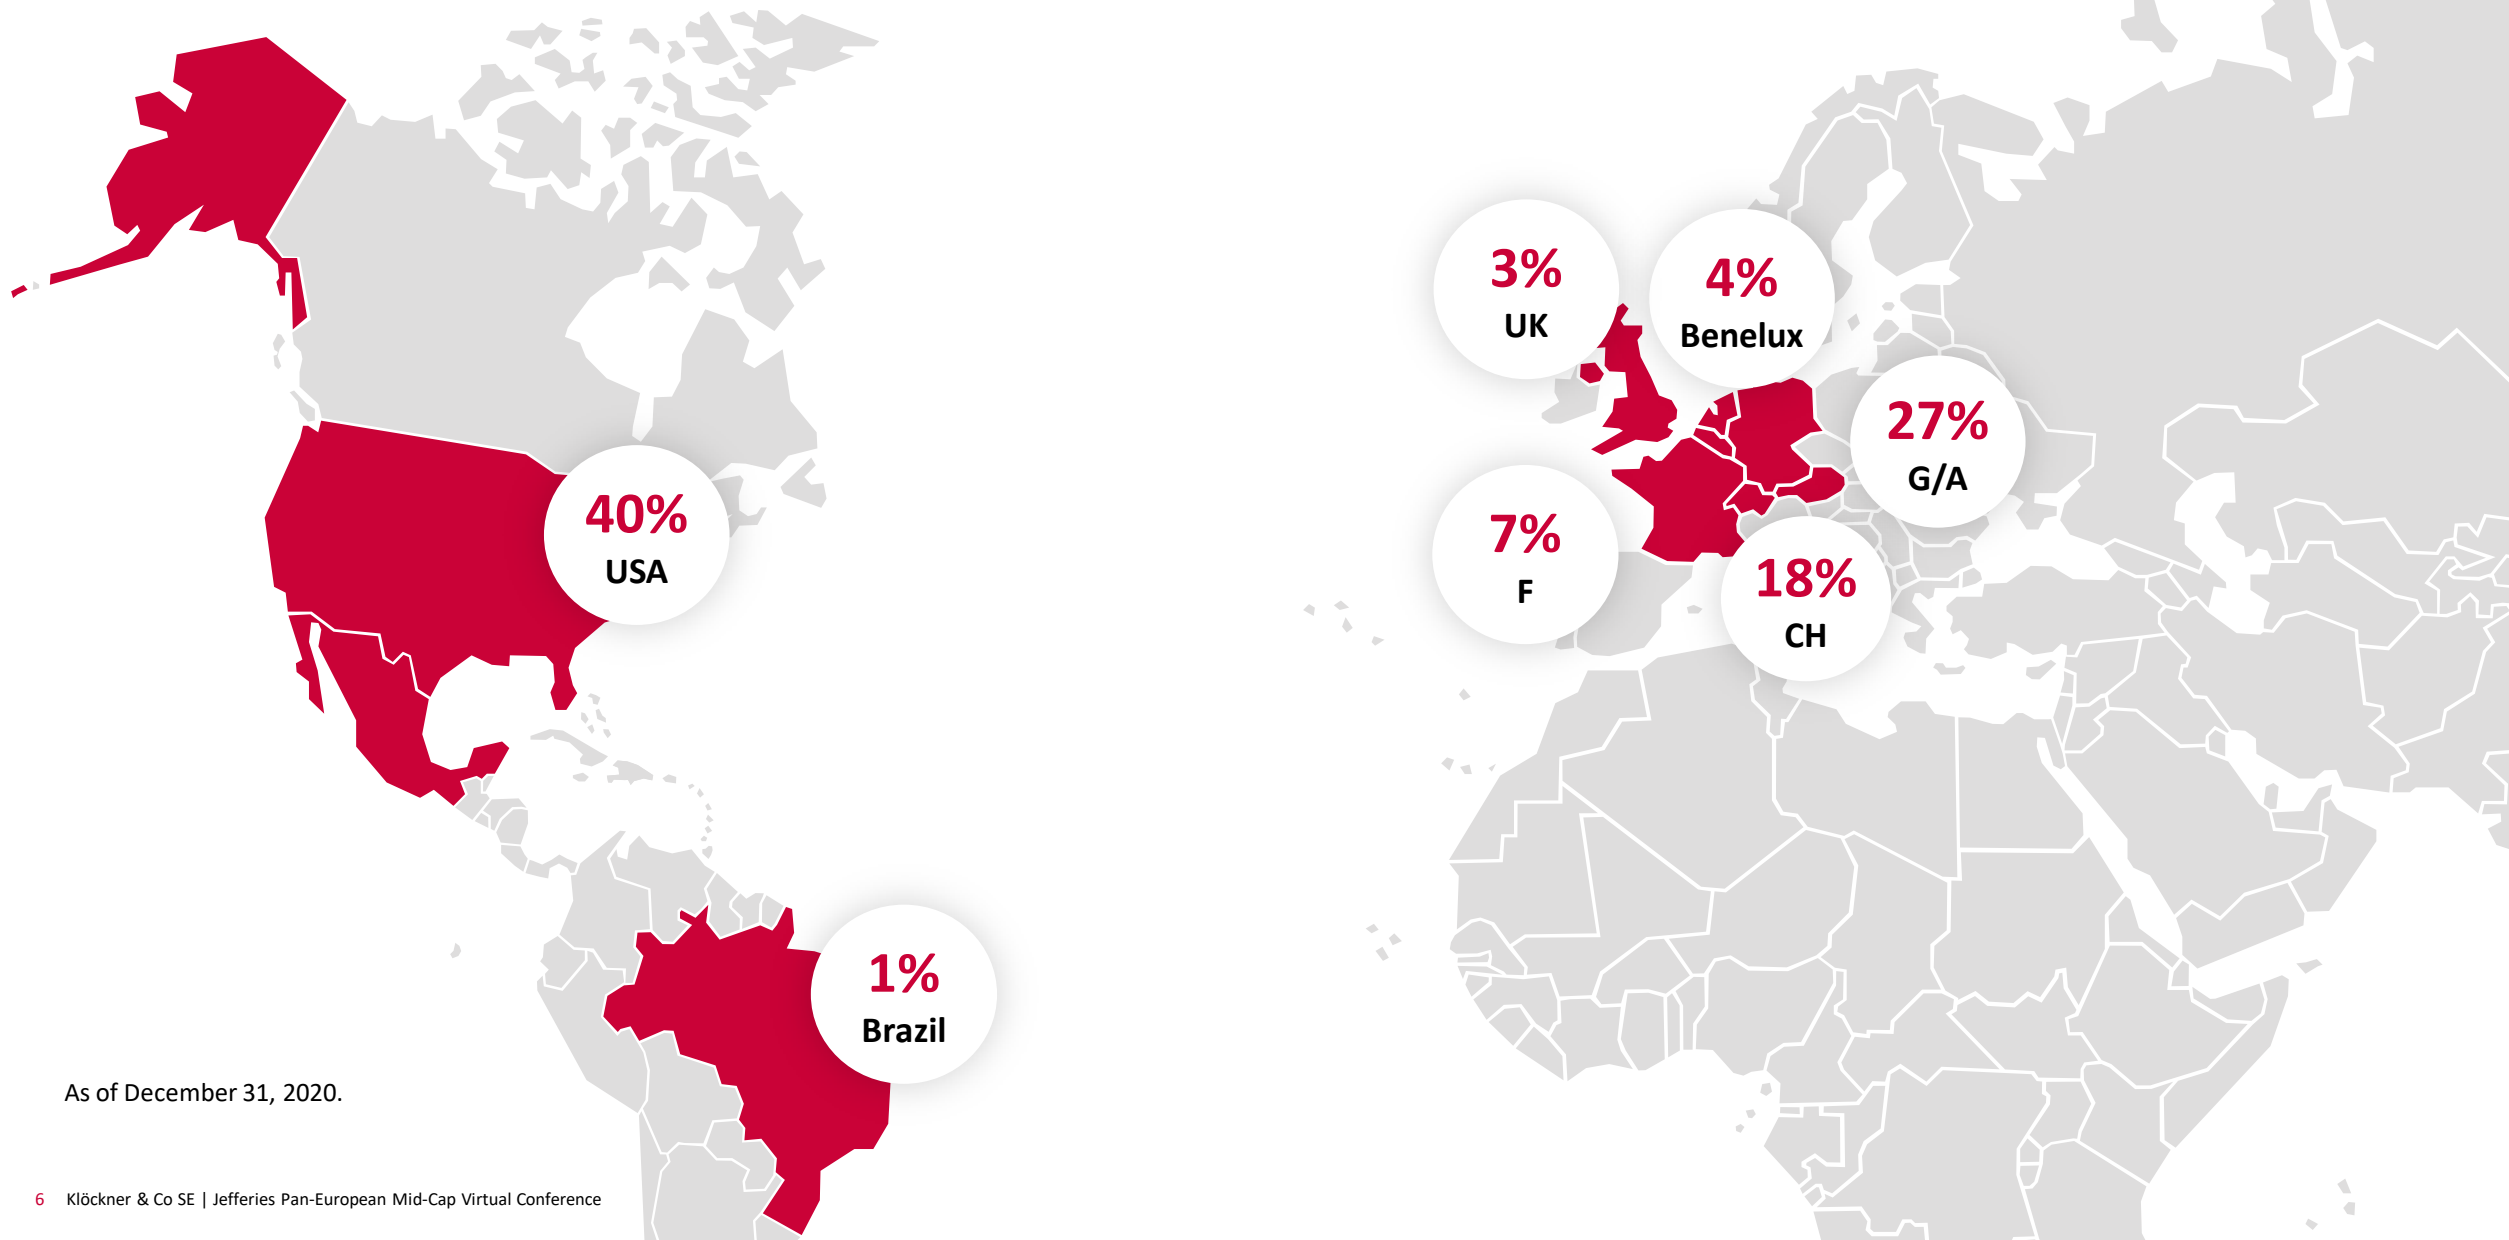 3%
UK
4%
Benelux
27%
G/A
40%
USA
7%
F
18%
CH
1%
Brazil
As of December 31, 2020.
6 Klöckner & Co SE | Jefferies Pan-European Mid-Cap Virtual Conference